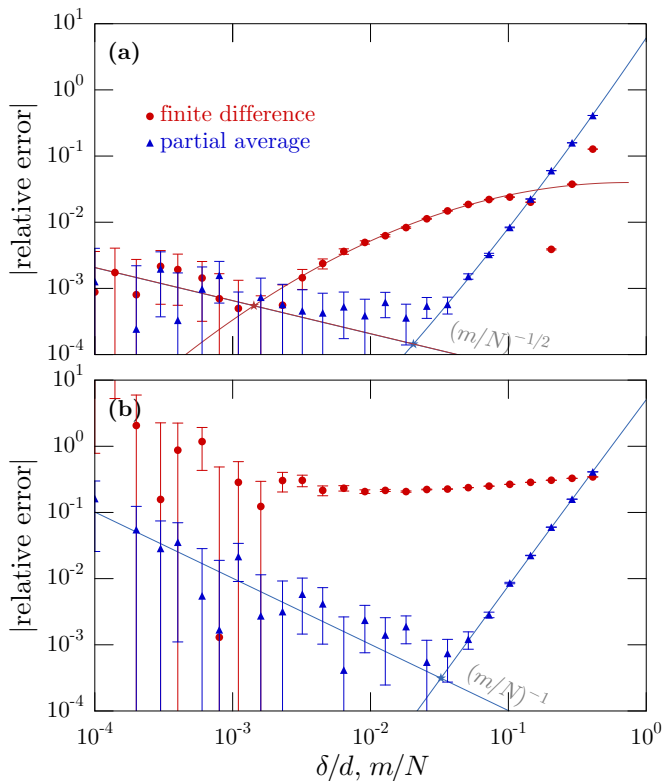 10^1
(a)
10^0
finite difference
partial average
10^-1
10^-2
10^-3
10^-4
|relative error|
(m/N)^-1/2
10^1
(b)
10^0
10^-1
10^-2
10^-3
10^-4
|relative error|
(m/N)^-1
10^-4 10^-3 10^-2 10^-1 10^0
δ/d, m/N